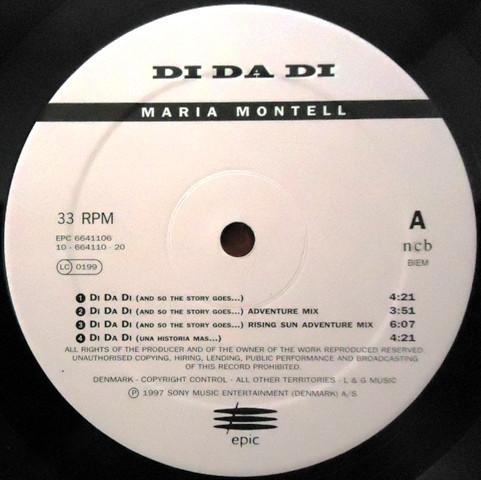 DI DA DI
MARIA MONTELL
33 RPM
A
EPC 6641106
10 - 664110 - 20
ncb
BIEM
LC 0199
1 DI DA DI (AND SO THE STORY GOES...) 4:21
2 DI DA DI (AND SO THE STORY GOES...) ADVENTURE MIX 3:51
3 DI DA DI (AND SO THE STORY GOES...) RISING SUN ADVENTURE MIX 6:07
4 DI DA DI (UNA HISTORIA MAS...) 4:21
ALL RIGHTS OF THE PRODUCER AND OF THE OWNER OF THE WORK REPRODUCED RESERVED.
UNAUTHORISED COPYING, HIRING, LENDING, PUBLIC PERFORMANCE AND BROADCASTING
OF THIS RECORD PROHIBITED.
DENMARK - COPYRIGHT CONTROL - ALL OTHER TERRITORIES - L & G MUSIC
℗ 1997 SONY MUSIC ENTERTAINMENT (DENMARK) A/S
epic